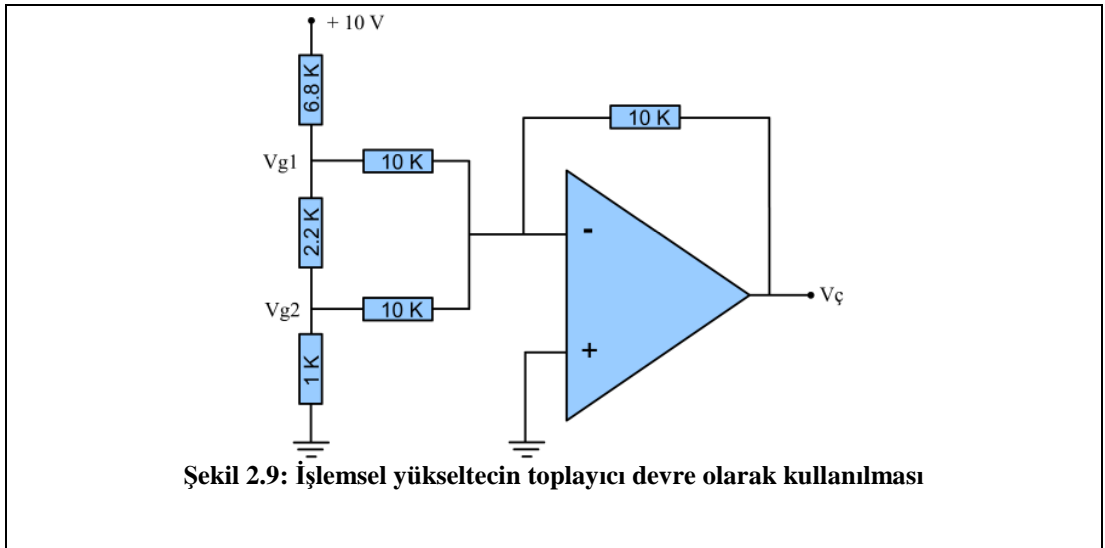 + 10 V
6.8 K
10 K
Vg1
10 K
2.2 K
-
Vç
Vg2
10 K
+
1 K
Şekil 2.9: İşlemsel yükseltecin toplayıcı devre olarak kullanılması